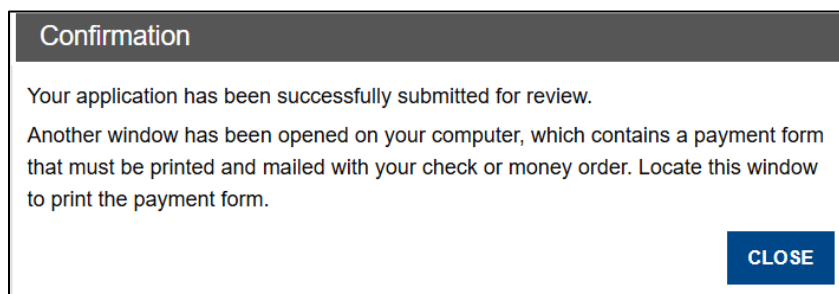 Confirmation
Your application has been successfully submitted for review.
Another window has been opened on your computer, which contains a payment form
that must be printed and mailed with your check or money order. Locate this window
to print the payment form.
CLOSE